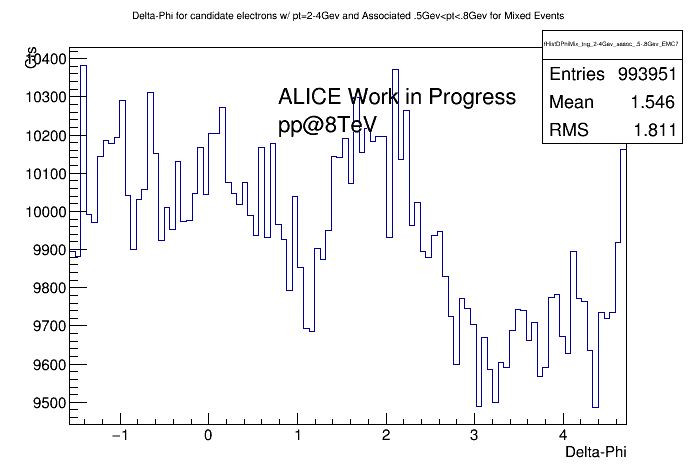 Delta-Phi for candidate electrons w/ pt=2-4Gev and Associated .5Gev<pt<.8Gev for Mixed Events
fHistDPhiMix_trig_2-4Gev_assoc_.5-.8Gev_EMC7
Entries 993951
Mean 1.546
RMS 1.811
Cts
ALICE Work in Progress
pp@8TeV
10400
10300
10200
10100
10000
9900
9800
9700
9600
9500
−1 0 1 2 3 4
Delta-Phi